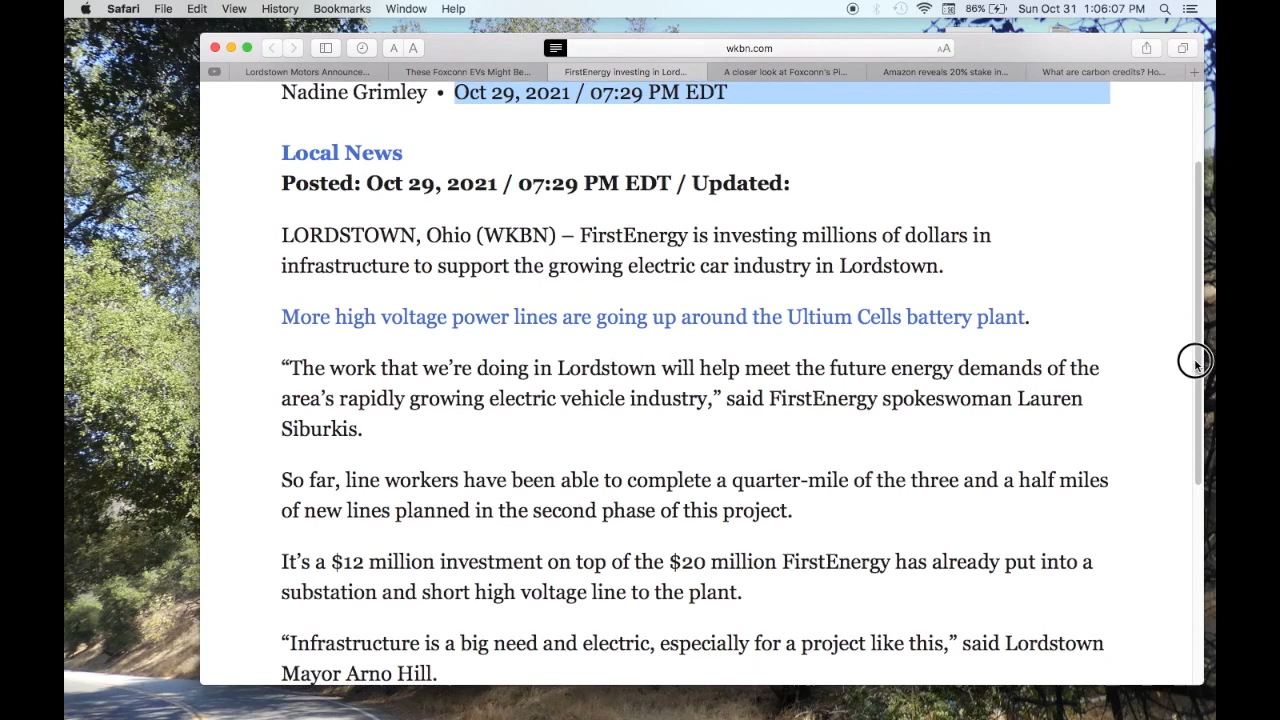 Safari File Edit View History Bookmarks Window Help 86% Sun Oct 31 1:06:07 PM
A A wkbn.com AA
Lordstown Motors Announce... These Foxconn EVs Might Be... FirstEnergy investing in Lord... A closer look at Foxconn's Pi... Amazon reveals 20% stake in... What are carbon credits? Ho...
Nadine Grimley • Oct 29, 2021 / 07:29 PM EDT
Local News
Posted: Oct 29, 2021 / 07:29 PM EDT / Updated:
LORDSTOWN, Ohio (WKBN) – FirstEnergy is investing millions of dollars in
infrastructure to support the growing electric car industry in Lordstown.
More high voltage power lines are going up around the Ultium Cells battery plant.
“The work that we’re doing in Lordstown will help meet the future energy demands of the
area’s rapidly growing electric vehicle industry,” said FirstEnergy spokeswoman Lauren
Siburkis.
So far, line workers have been able to complete a quarter-mile of the three and a half miles
of new lines planned in the second phase of this project.
It’s a $12 million investment on top of the $20 million FirstEnergy has already put into a
substation and short high voltage line to the plant.
“Infrastructure is a big need and electric, especially for a project like this,” said Lordstown
Mayor Arno Hill.